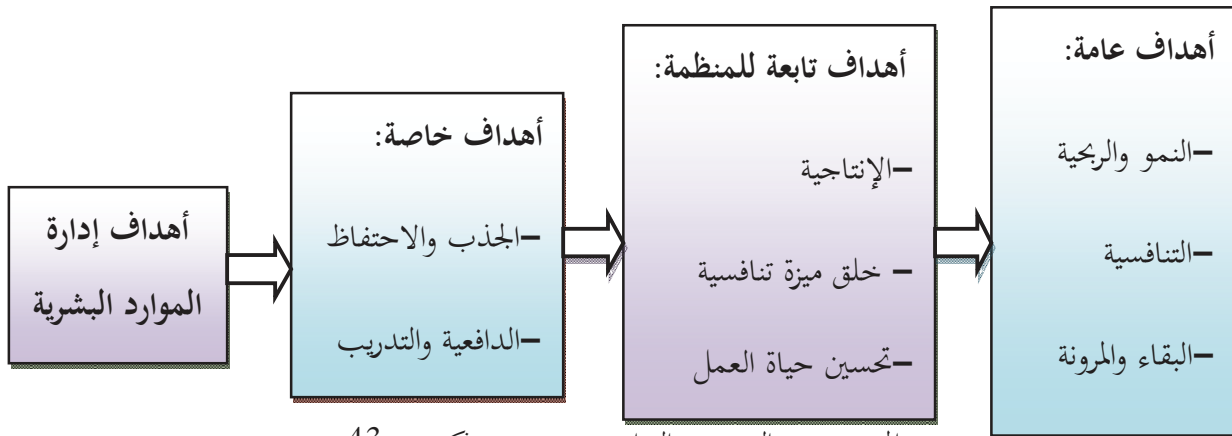 أهداف إدارة
الموارد البشرية
أهداف خاصة:
–الجذب والاحتفاظ
–الدافعية والتدريب
أهداف تابعة للمنظمة:
–الإنتاجية
– خلق ميزة تنافسية
–تحسين حياة العمل
أهداف عامة:
–النمو والربحية
–التنافسية
–البقاء والمرونة